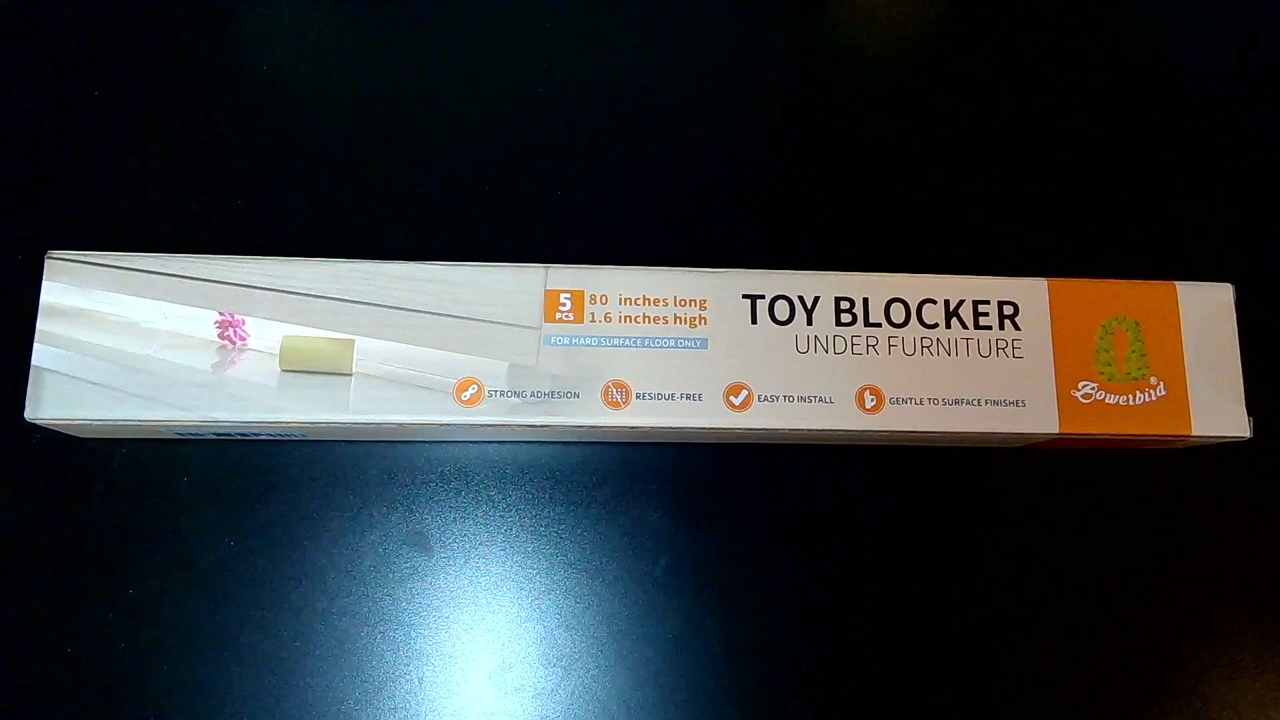 5
PCS
80 inches long
1.6 inches high
FOR HARD SURFACE FLOOR ONLY
TOY BLOCKER
UNDER FURNITURE
STRONG ADHESION
RESIDUE-FREE
EASY TO INSTALL
GENTLE TO SURFACE FINISHES
Bowerbird®